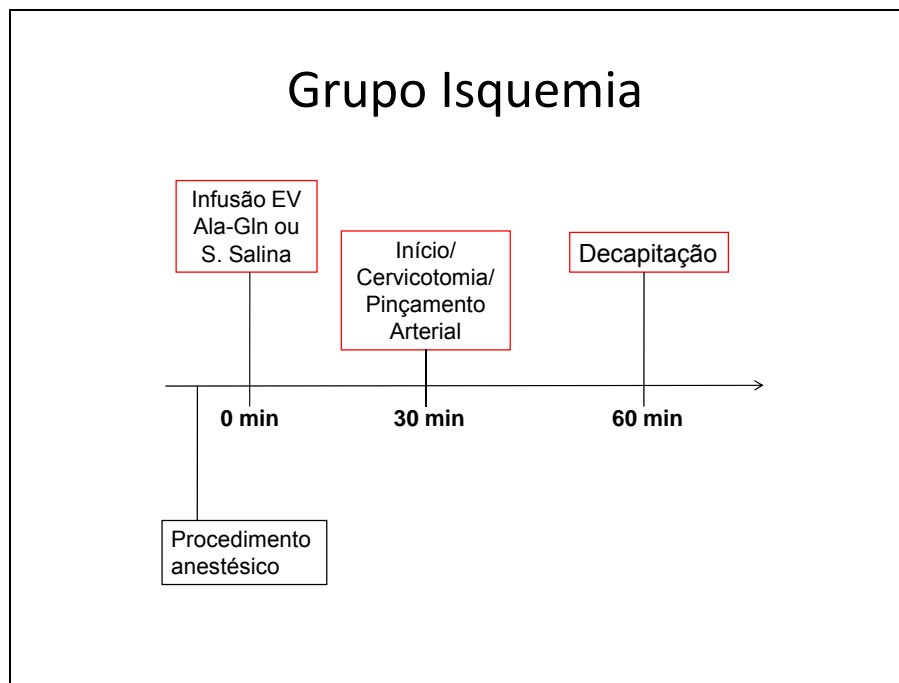 Grupo Isquemia
Infusão EV
Ala-Gln ou
S. Salina
Início/
Cervicotomia/
Pinçamento
Arterial
Decapitação
0 min
30 min
60 min
Procedimento
anestésico